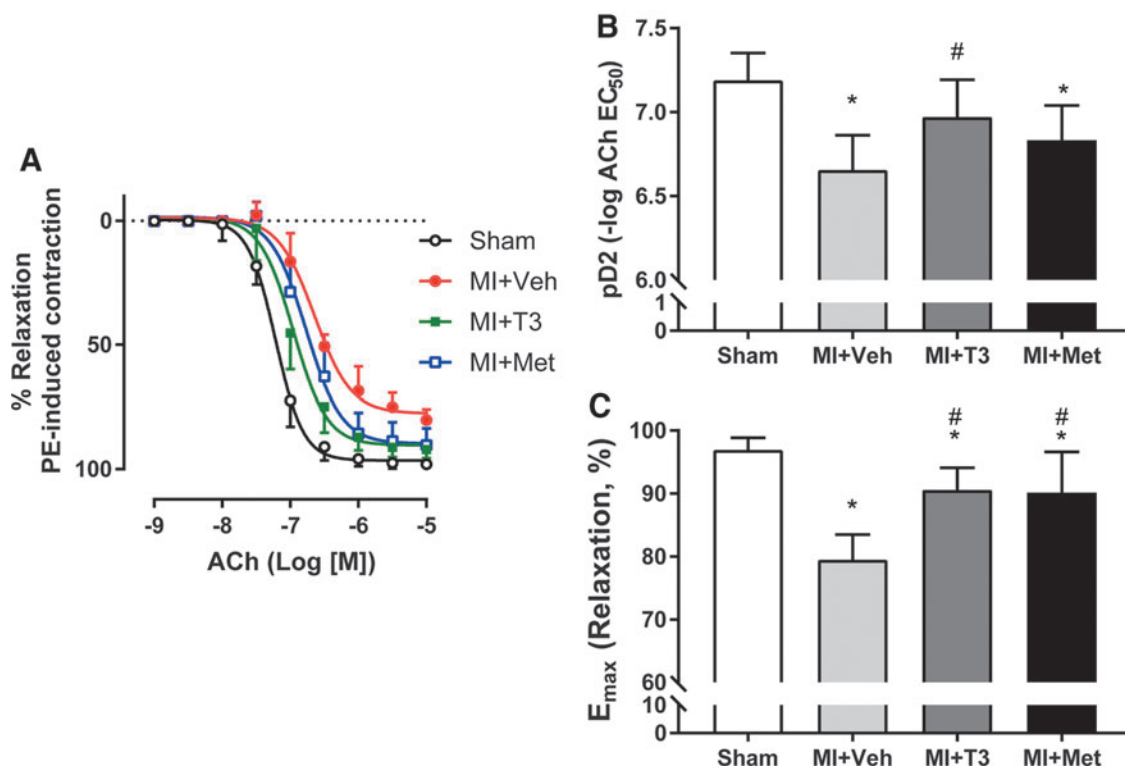 A
% Relaxation
PE-induced contraction
0
50
100
-9 -8 -7 -6 -5
ACh (Log [M])
Sham
MI+Veh
MI+T3
MI+Met
B
pD2 (-log ACh EC50)
7.5
7.0
6.5
6.0
1
0
* # *
Sham MI+Veh MI+T3 MI+Met
C
Emax (Relaxation, %)
100
90
80
70
60
10
0
# #
* * *
Sham MI+Veh MI+T3 MI+Met